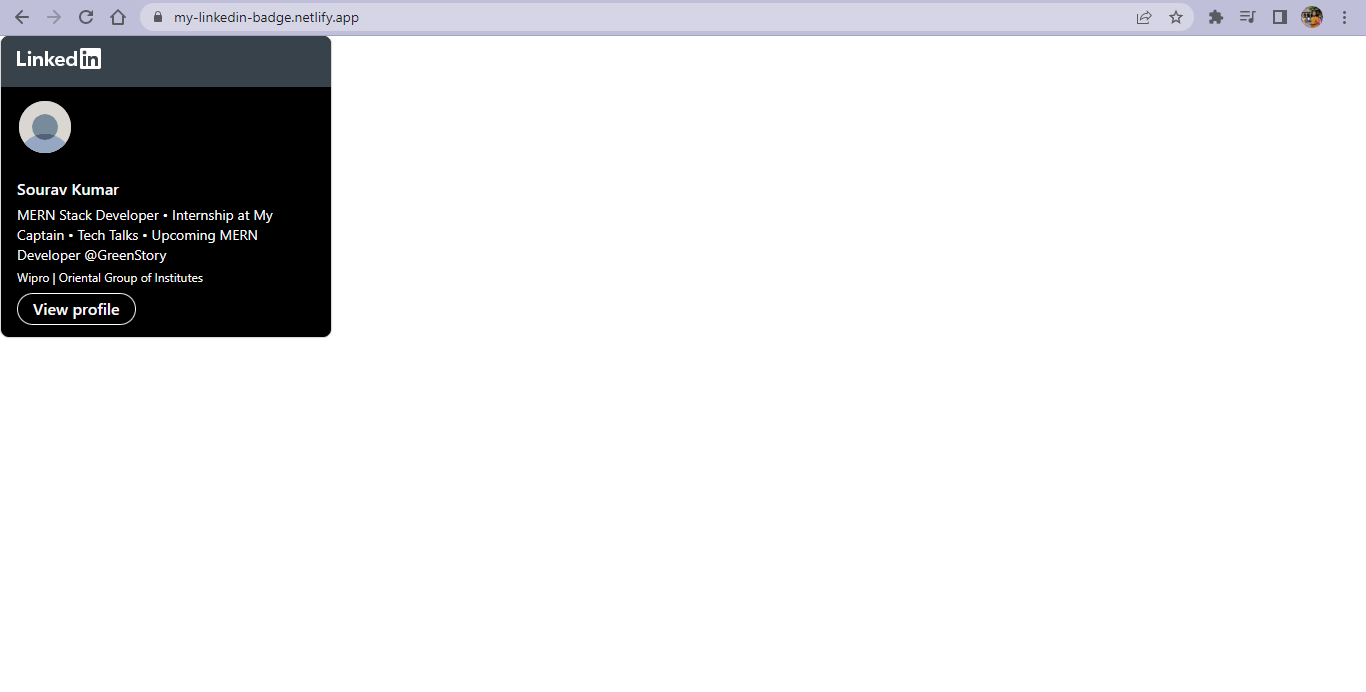 my-linkedin-badge.netlify.app
Linkedin
Sourav Kumar
MERN Stack Developer • Internship at My
Captain • Tech Talks • Upcoming MERN
Developer @GreenStory
Wipro | Oriental Group of Institutes
View profile